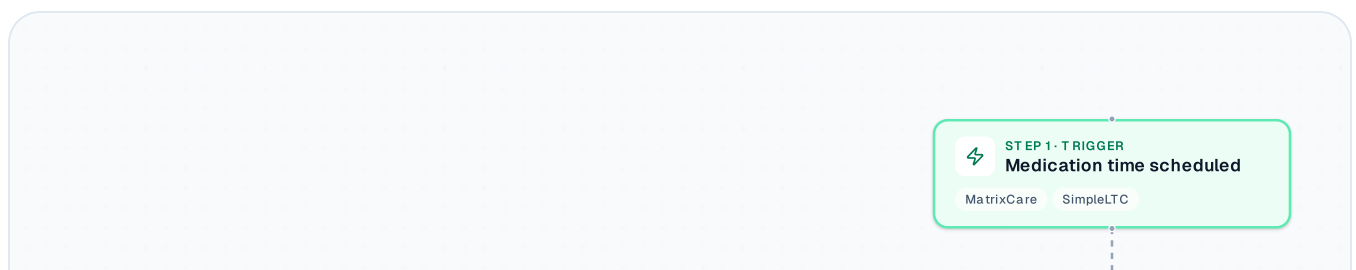 STEP 1 · TRIGGER
Medication time scheduled
MatrixCare SimpleLTC